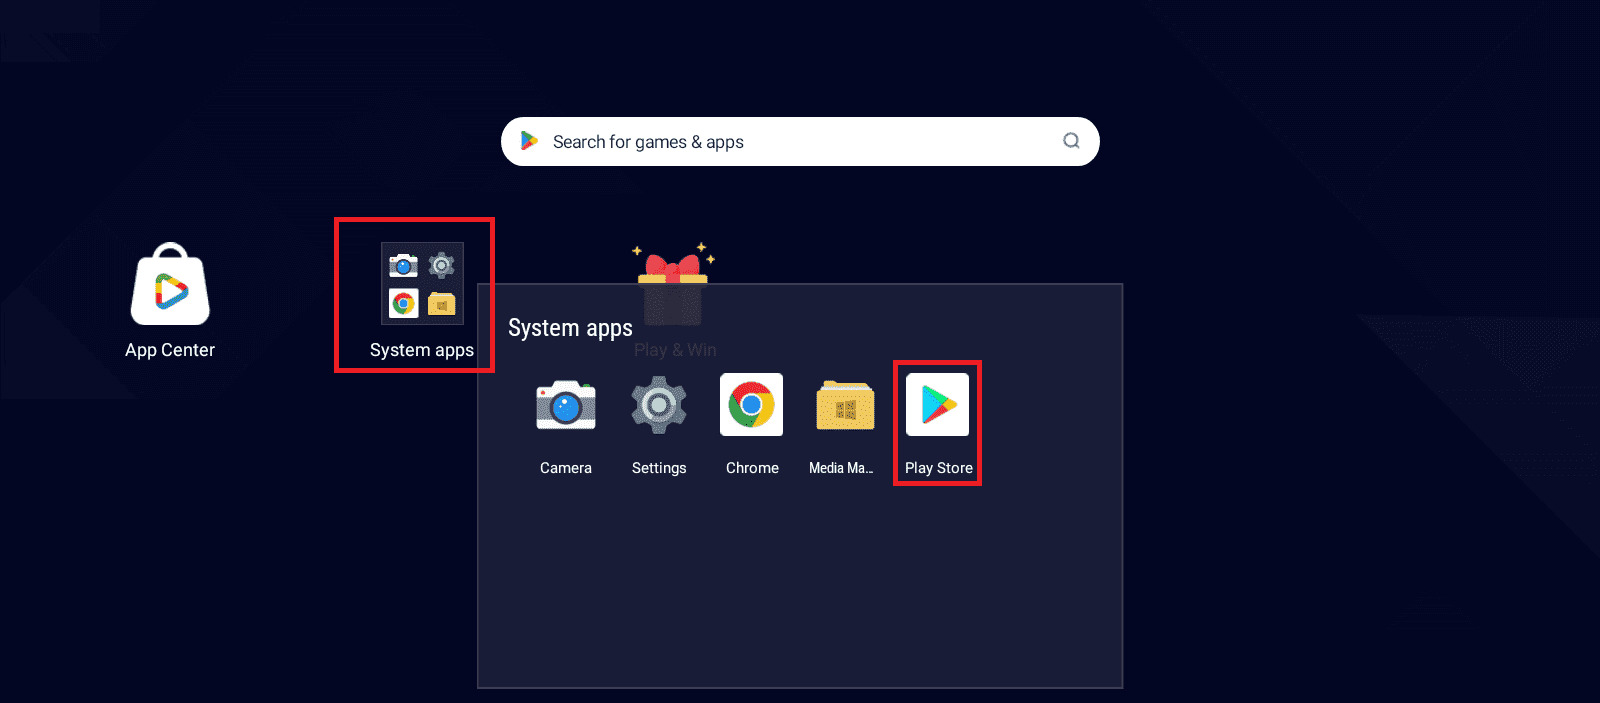 Search for games & apps
App Center
System apps
System apps
Play & Win
Camera
Settings
Chrome
Media Ma...
Play Store